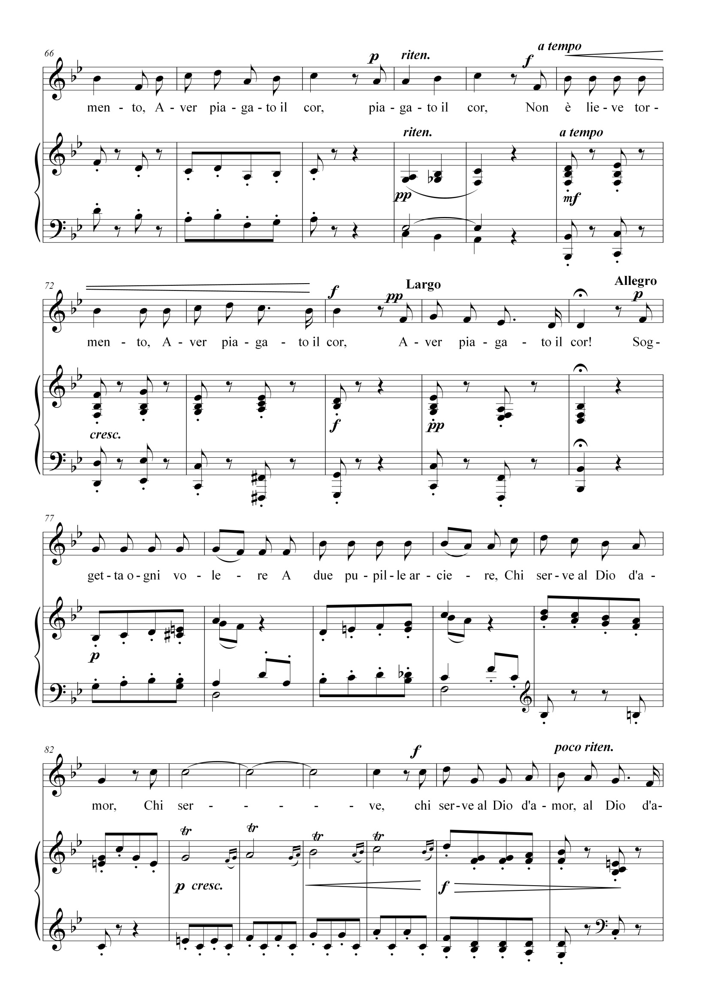 a tempo
66 p riten. f
men - to, A - ver pia - ga - to il cor, pia - ga - to il cor, Non è lie - ve tor -
riten. a tempo
pp mf
72 f pp Largo p Allegro
men - to, A - ver pia - ga - to il cor, A - ver pia - ga - to il cor! Sog -
cresc. f pp
77
get - ta o - gni vo - le - re A due pu - pil - le ar - cie - re, Chi ser - ve al Dio d'a -
p
82 f poco riten.
mor, Chi ser - - - - - ve, chi ser - ve al Dio d'a - mor, al Dio d'a -
tr tr tr tr
p cresc. f